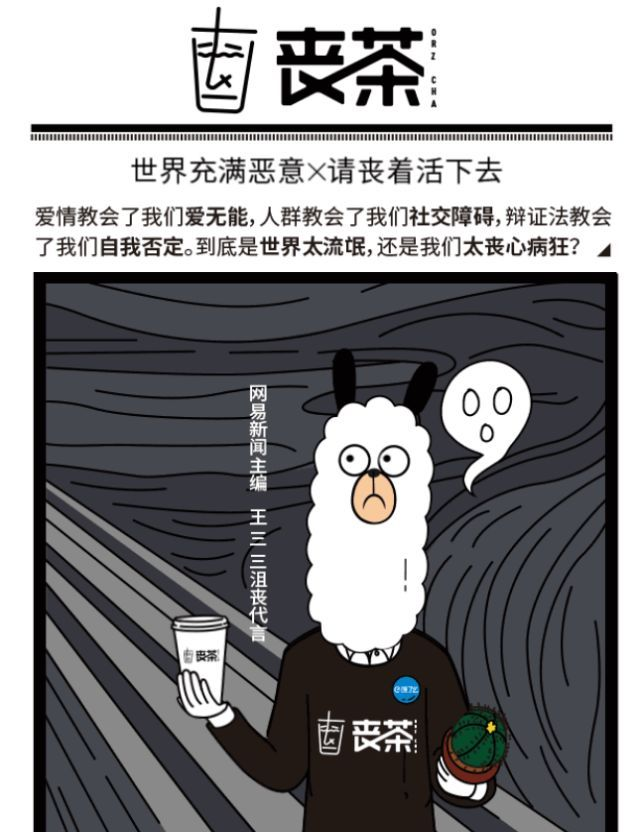 丧茶
ORZ CHA
世界充满恶意×请丧着活下去
爱情教会了我们爱无能，人群教会了我们社交障碍，辩证法教会
了我们自我否定。到底是世界太流氓，还是我们太丧心病狂？
网易新闻主编 王三三沮丧代言
丧茶
丧茶